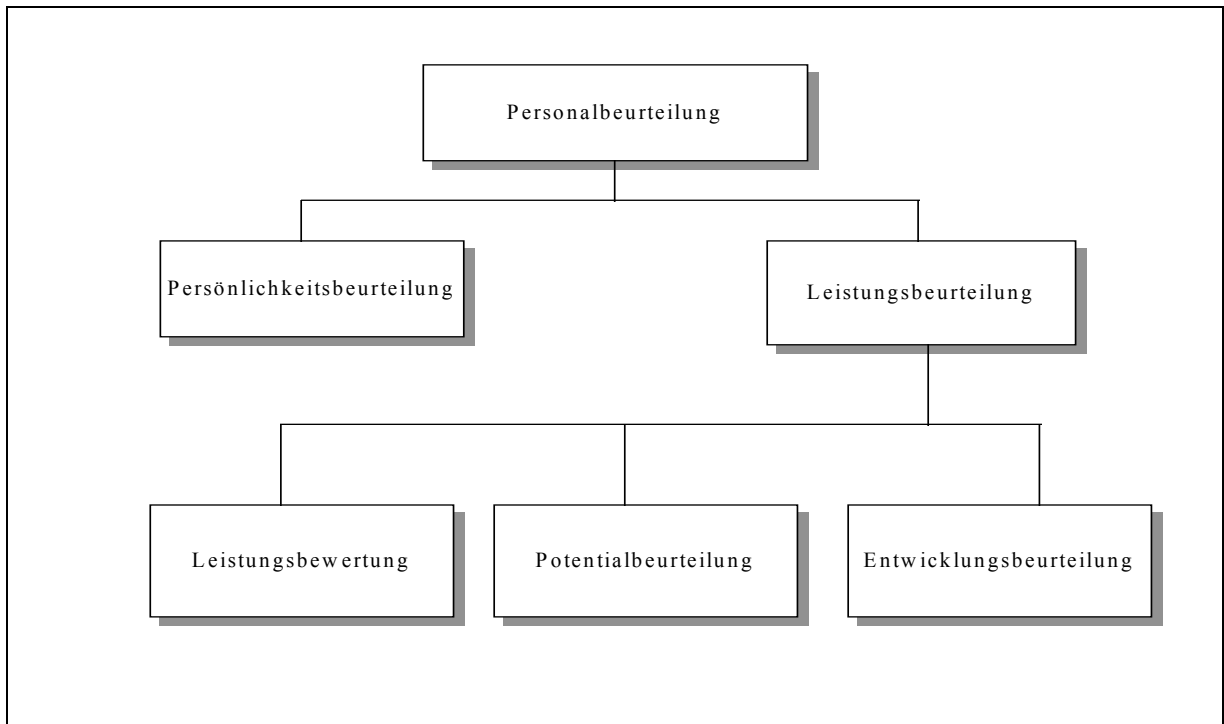 Personalbeurteilung
Persönlichkeitsbeurteilung
Leistungsbeurteilung
Leistungsbewertung
Potentialbeurteilung
Entwicklungsbeurteilung